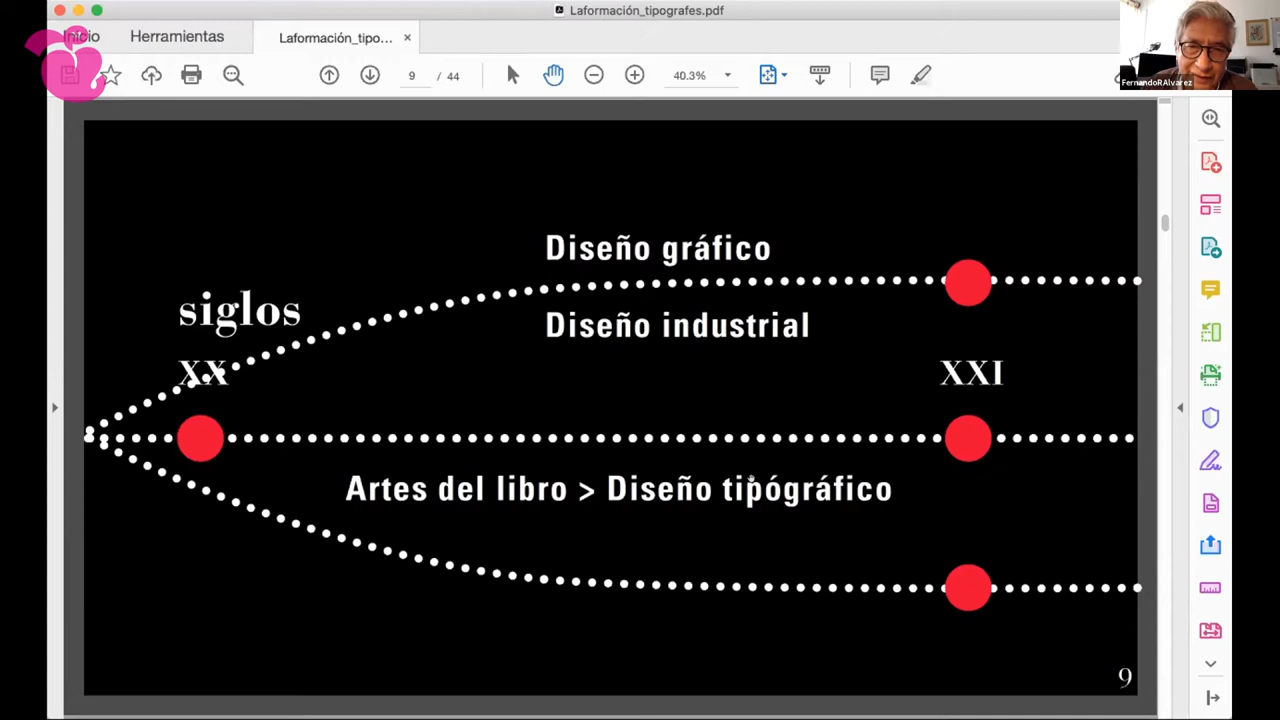 Laformación_tipografes.pdf
Inicio
Herramientas
Laformación_tipo...
9 / 44
40.3%
FernandoRAlvarez
Diseño gráfico
siglos
Diseño industrial
XX
XXI
Artes del libro > Diseño tipógráfico
9